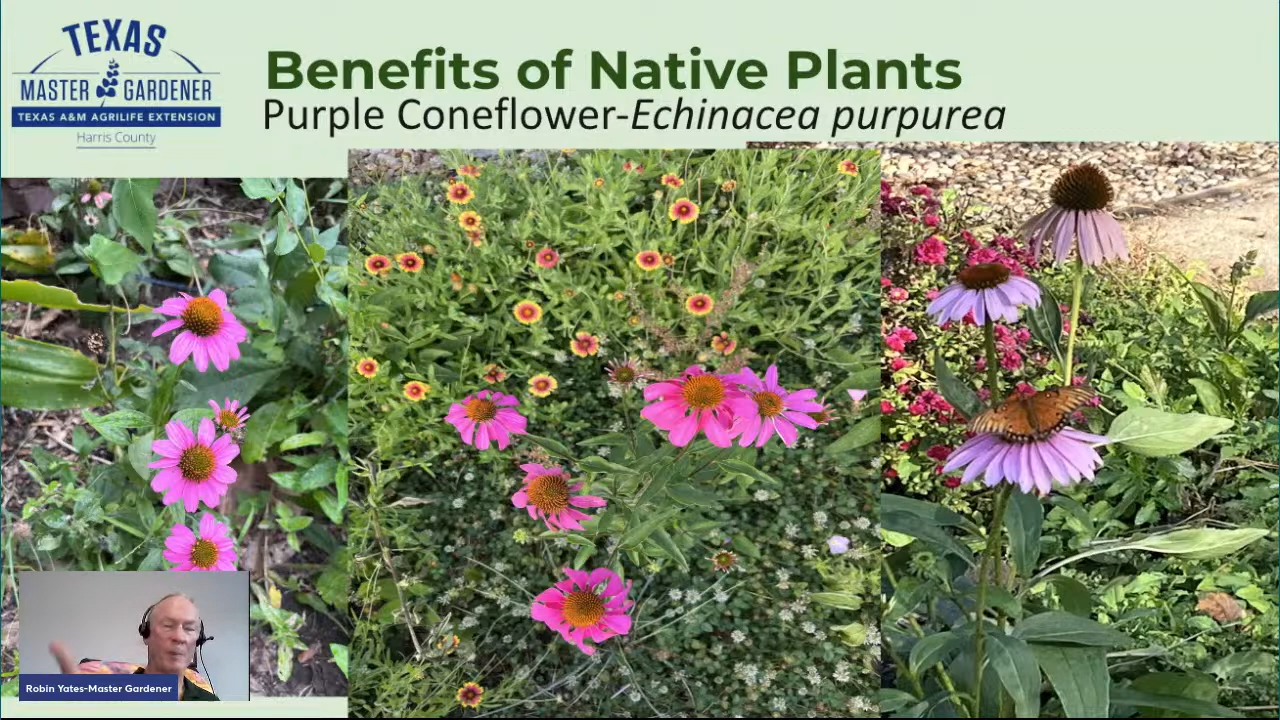 TEXAS
MASTER GARDENER
TEXAS A&M AGRILIFE EXTENSION
Harris County
Benefits of Native Plants
Purple Coneflower-Echinacea purpurea
Robin Yates-Master Gardener